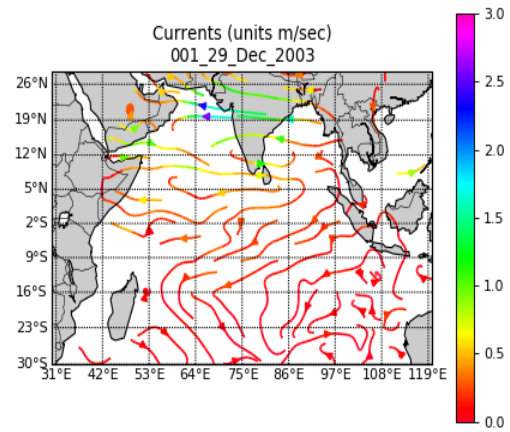 Currents (units m/sec)
001_29_Dec_2003
26°N
19°N
12°N
5°N
2°S
9°S
16°S
23°S
30°S
31°E 42°E 53°E 64°E 75°E 86°E 97°E 108°E 119°E
3.0
2.5
2.0
1.5
1.0
0.5
0.0